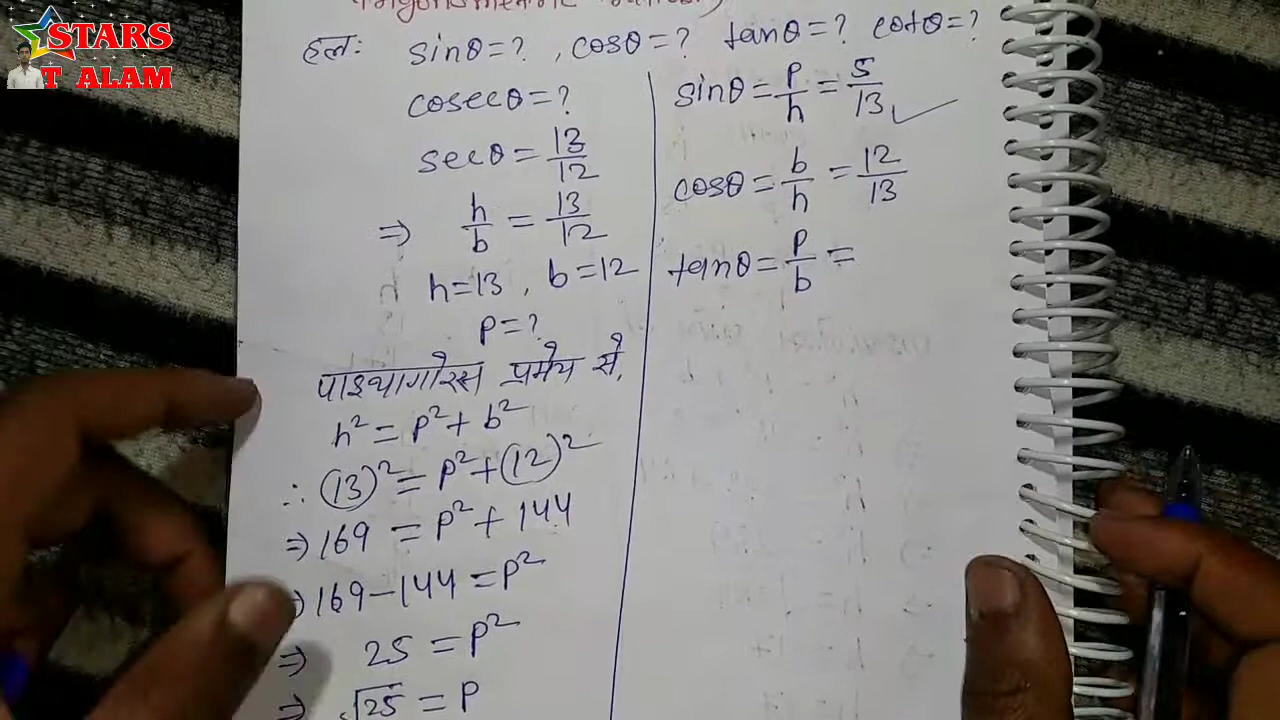 STARS
T ALAM
हलः sinθ=?, cosθ=? tanθ=? cotθ=?
cosecθ=?
secθ = 13/12
⇒ h/b = 13/12
h=13, b=12
p=?
पाइथागोरस प्रमेय से,
h² = p² + b²
∴ (13)² = p² + (12)²
⇒ 169 = p² + 144
⇒ 169 - 144 = p²
⇒ 25 = p²
⇒ √25 = p
sinθ = p/h = 5/13
cosθ = b/h = 12/13
tanθ = p/b =